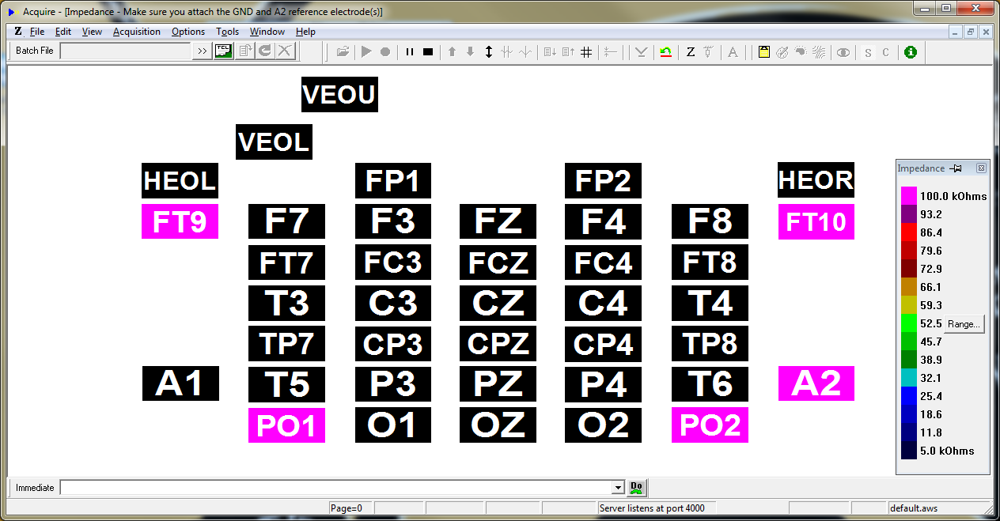 Acquire - [Impedance - Make sure you attach the GND and A2 reference electrode(s)]
Z File Edit View Acquisition Options Tools Window Help
Batch File >> TCL Z A S C
VEOU
VEOL
HEOL FP1 FP2 HEOR
FT9 F7 F3 FZ F4 F8 FT10
FT7 FC3 FCZ FC4 FT8
T3 C3 CZ C4 T4
TP7 CP3 CPZ CP4 TP8
A1 T5 P3 PZ P4 T6 A2
PO1 O1 OZ O2 PO2
Impedance
100.0 kOhms
93.2
86.4
79.6
72.9
66.1
59.3
52.5 Range...
45.7
38.9
32.1
25.4
18.6
11.8
5.0 kOhms
Immediate Do
Page=0 Server listens at port 4000 default.aws